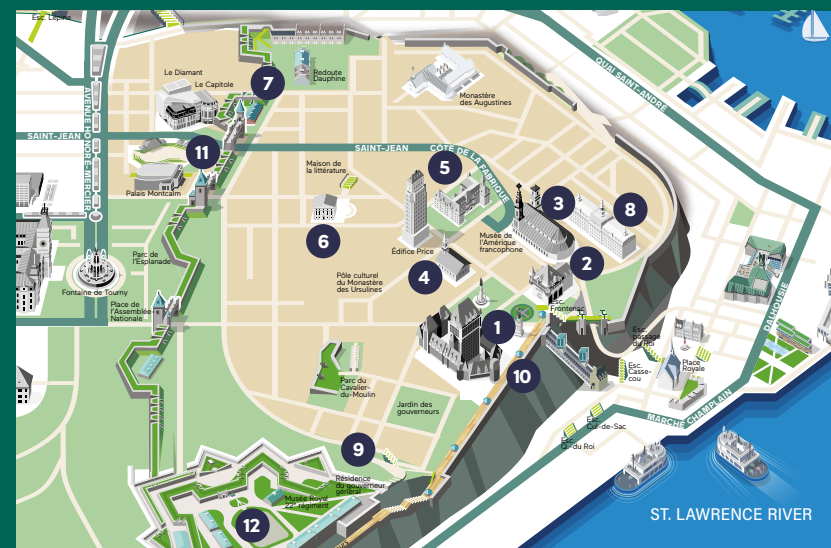 Esc. Lépine
AVENUE HONORÉ-MERCIER
QUAI SAINT-ANDRÉ
Le Diamant
Le Capitole
7
Redoute
Dauphine
Monastère
des Augustines
SAINT-JEAN
SAINT-JEAN
CÔTE DE LA FABRIQUE
11
Palais Montcalm
Maison de
la littérature
5
3
8
6
Édifice Price
Musée de
l'Amérique
francophone
2
4
Parc de
l'Esplanade
Fontaine de Tourny
Place de
l'Assemblée-
Nationale
Pôle culturel
du Monastère
des Ursulines
1
Esc.
Frontenac
DALHOUSIE
Esc.
passage
du Roi
Place
Royale
10
Esc.
Casse-
cou
Parc du
Cavalier-
du-Moulin
Jardin des
gouverneurs
MARCHÉ CHAMPLAIN
Esc.
Cul-de-Sac
Esc.
Q. du Roi
9
Résidence
du gouverneur
général
Musée Royal
22e régiment
12
ST. LAWRENCE RIVER